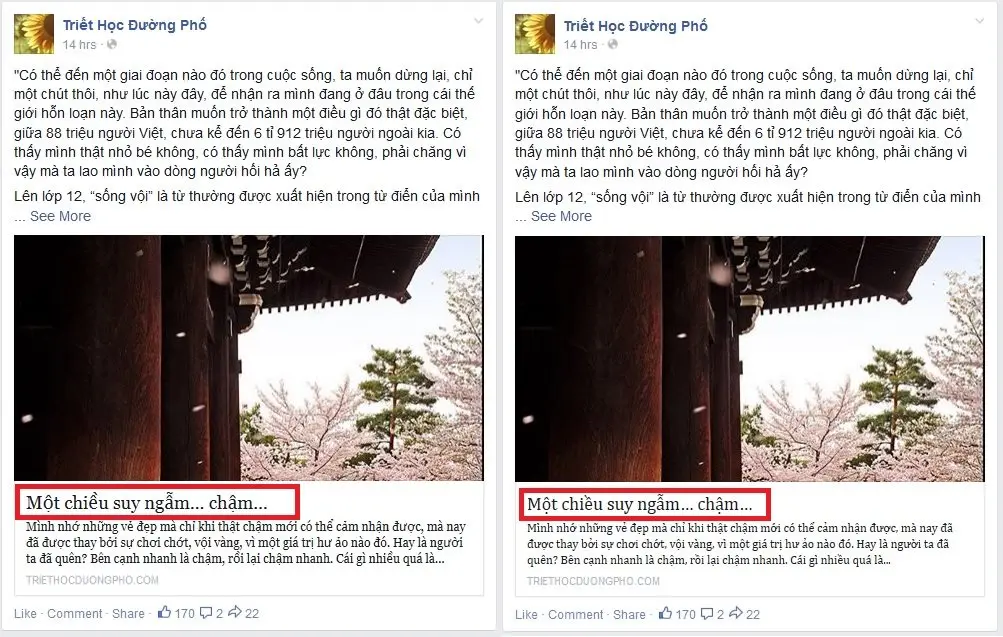 Triết Học Đường Phố
14 hrs ·
"Có thể đến một giai đoạn nào đó trong cuộc sống, ta muốn dừng lại, chỉ
một chút thôi, như lúc này đây, để nhận ra mình đang ở đâu trong cái thế
giới hỗn loạn này. Bản thân muốn trở thành một điều gì đó thật đặc biệt,
giữa 88 triệu người Việt, chưa kể đến 6 tỉ 912 triệu người ngoài kia. Có
thấy mình thật nhỏ bé không, có thấy mình bất lực không, phải chăng vì
vậy mà ta lao mình vào dòng người hối hả ấy?
Lên lớp 12, “sống vội” là từ thường được xuất hiện trong từ điển của mình
... See More
Một chiều suy ngẫm... chậm...
Mình nhớ những vẻ đẹp mà chỉ khi thật chậm mới có thể cảm nhận được, mà nay
đã được thay bởi sự chơi chớt, vội vàng, vì một giá trị hư ảo nào đó. Hay là người
ta đã quên? Bên cạnh nhanh là chậm, rồi lại chậm nhanh. Cái gì nhiều quá là...
TRIETHOCDUONGPHO.COM
Like · Comment · Share · 170 2 22
Triết Học Đường Phố
14 hrs ·
"Có thể đến một giai đoạn nào đó trong cuộc sống, ta muốn dừng lại, chỉ
một chút thôi, như lúc này đây, để nhận ra mình đang ở đâu trong cái thế
giới hỗn loạn này. Bản thân muốn trở thành một điều gì đó thật đặc biệt,
giữa 88 triệu người Việt, chưa kể đến 6 tỉ 912 triệu người ngoài kia. Có
thấy mình thật nhỏ bé không, có thấy mình bất lực không, phải chăng vì
vậy mà ta lao mình vào dòng người hối hả ấy?
Lên lớp 12, “sống vội” là từ thường được xuất hiện trong từ điển của mình
... See More
Một chiều suy ngẫm... chậm...
Mình nhớ những vẻ đẹp mà chỉ khi thật chậm mới có thể cảm nhận được, mà nay đã
được thay bởi sự chơi chớt, vội vàng, vì một giá trị hư ảo nào đó. Hay là người ta đã
quên? Bên cạnh nhanh là chậm, rồi lại chậm nhanh. Cái gì nhiều quá là...
TRIETHOCDUONGPHO.COM
Like · Comment · Share · 170 2 22